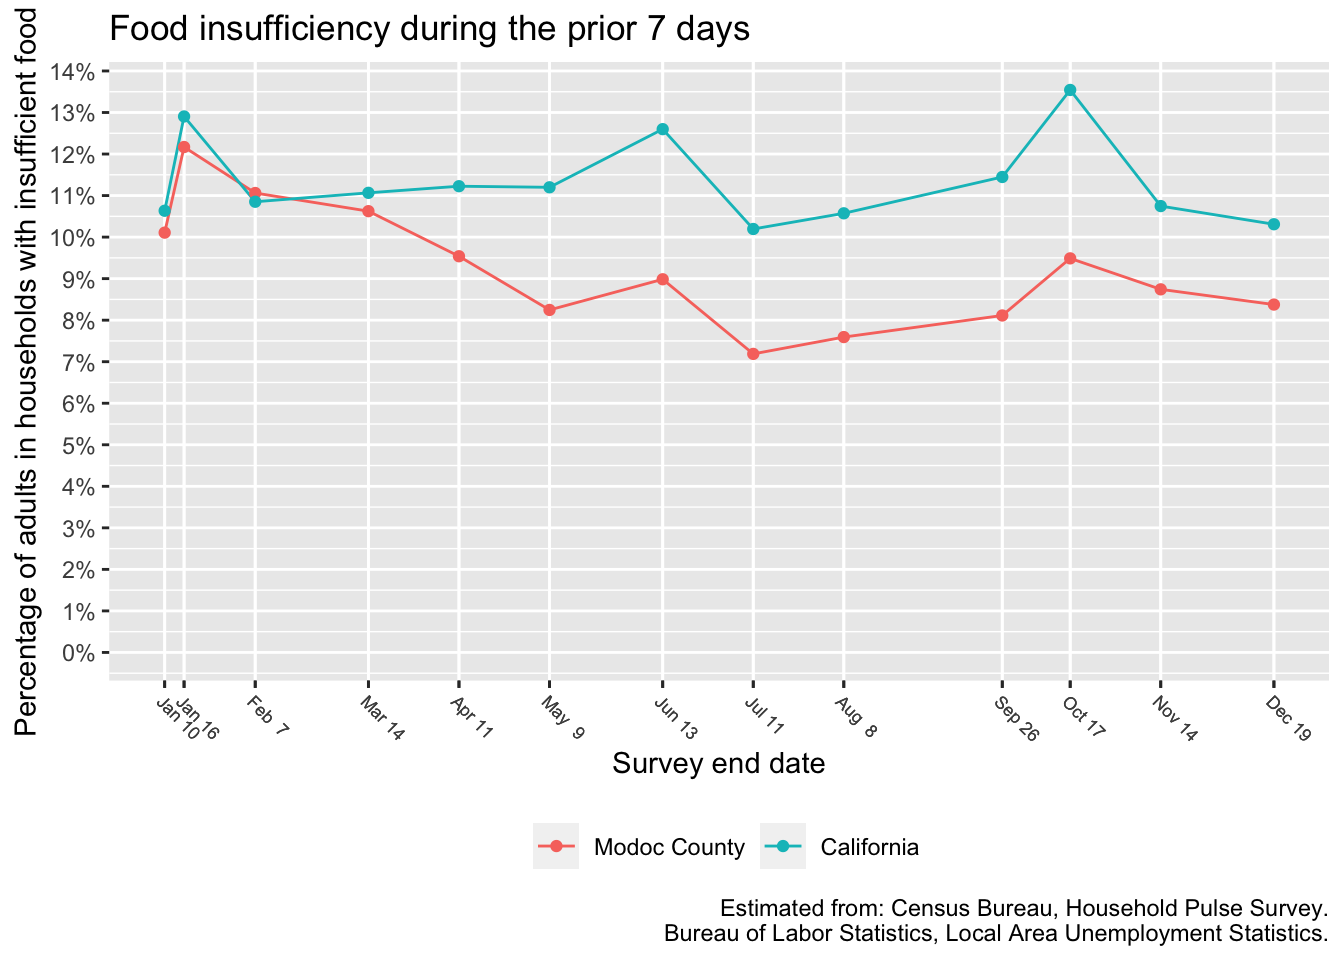 Food insufficiency during the prior 7 days
Percentage of adults in households with insufficient food
14%
13%
12%
11%
10%
9%
8%
7%
6%
5%
4%
3%
2%
1%
0%
Jan 10
Jan 16
Feb 7
Mar 14
Apr 11
May 9
Jun 13
Jul 11
Aug 8
Sep 26
Oct 17
Nov 14
Dec 19
Survey end date
Modoc County
California
Estimated from: Census Bureau, Household Pulse Survey.
Bureau of Labor Statistics, Local Area Unemployment Statistics.